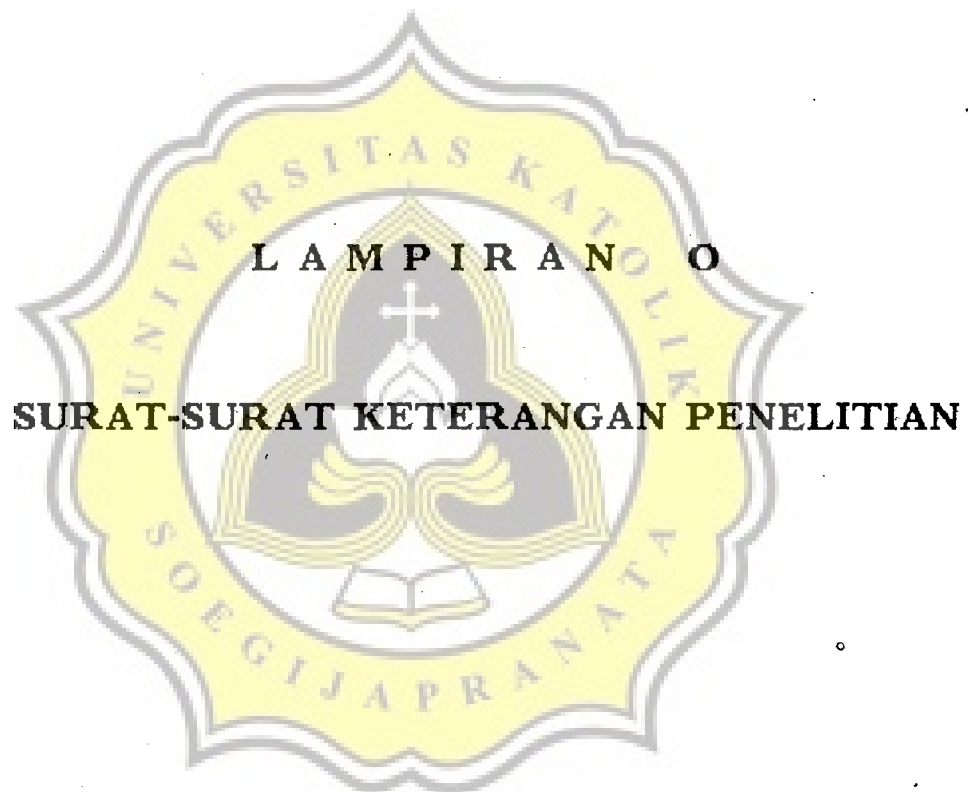 UNIVERSITAS KATOLIK
L A M P I R A N O
SURAT-SURAT KETERANGAN PENELITIAN
SOEGIJAPRANATA